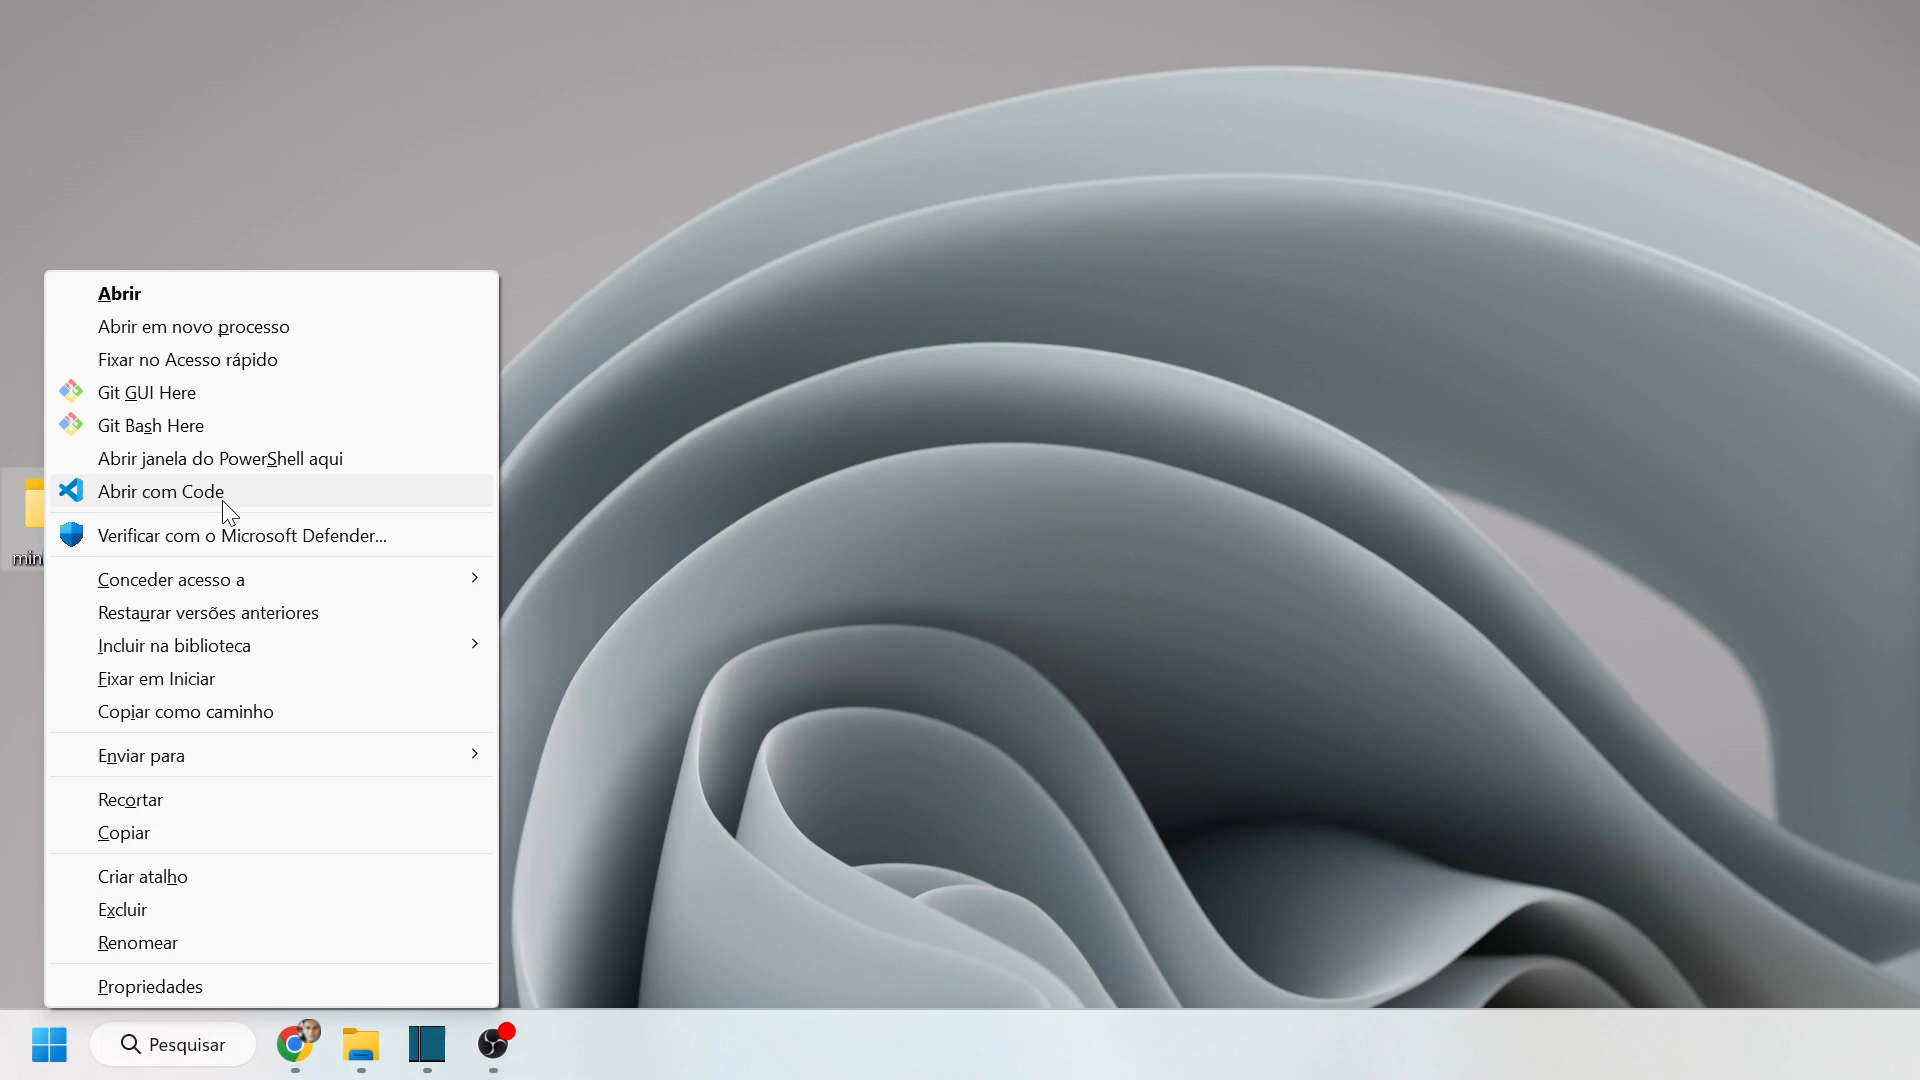 Abrir
Abrir em novo processo
Fixar no Acesso rápido
Git GUI Here
Git Bash Here
Abrir janela do PowerShell aqui
Abrir com Code
Verificar com o Microsoft Defender...
min
Conceder acesso a
Restaurar versões anteriores
Incluir na biblioteca
Fixar em Iniciar
Copiar como caminho
Enviar para
Recortar
Copiar
Criar atalho
Excluir
Renomear
Propriedades
Pesquisar